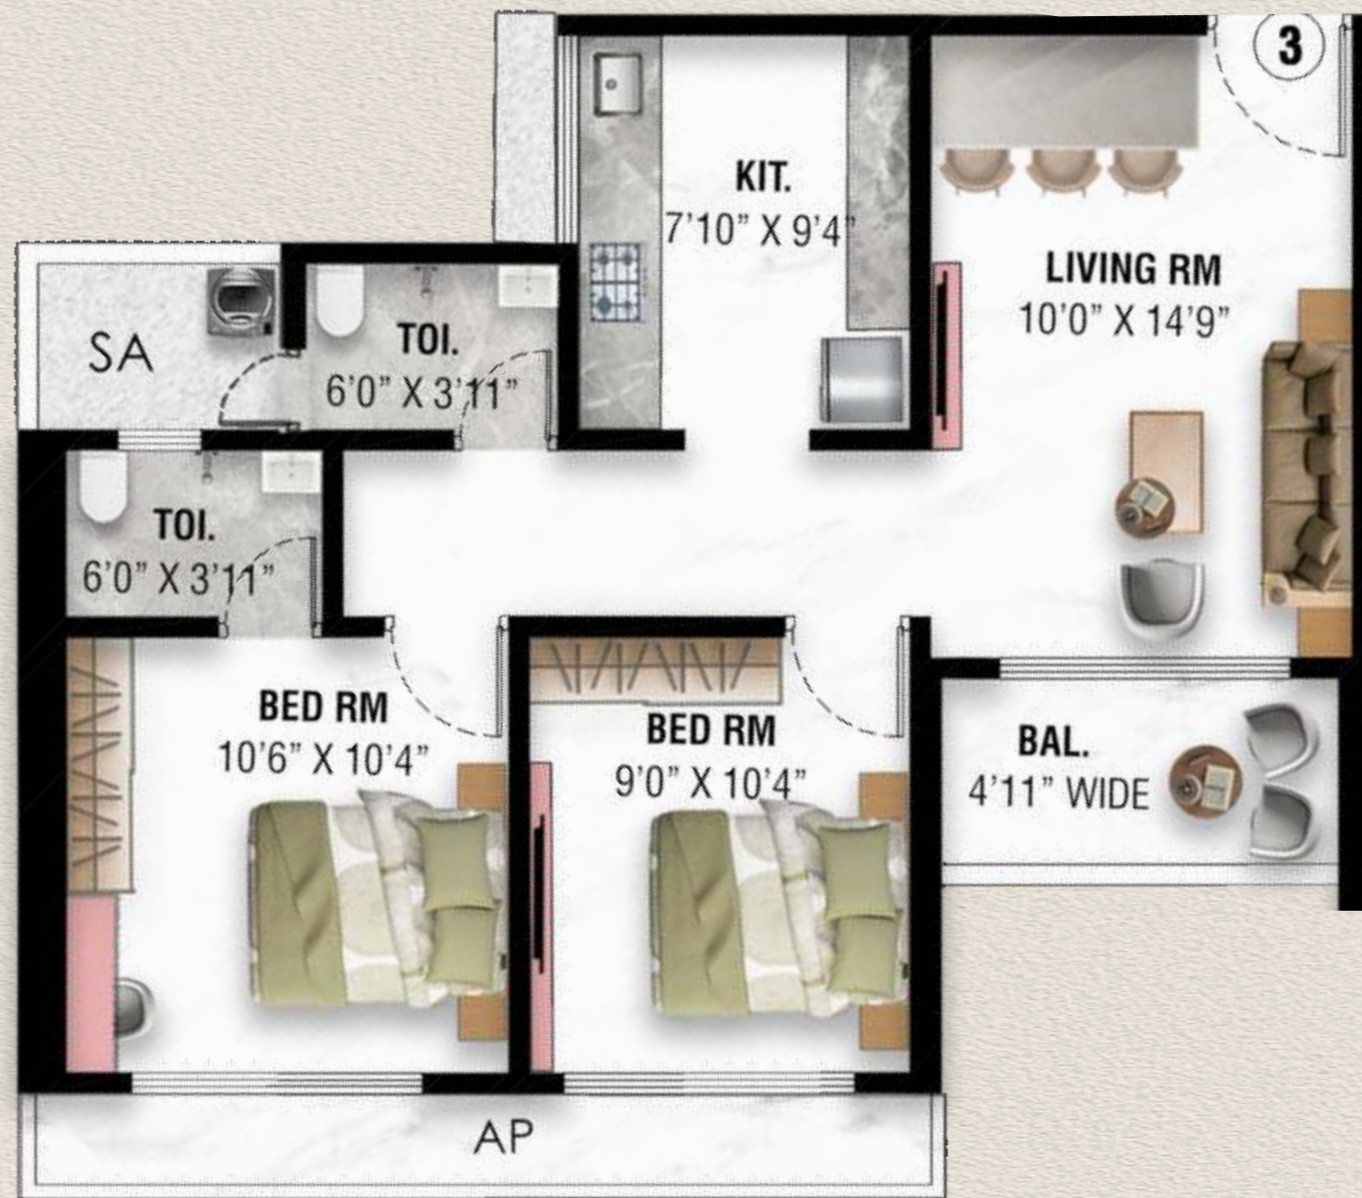 3
KIT.
7'10" X 9'4"
LIVING RM
10'0" X 14'9"
SA
TOI.
6'0" X 3'11"
TOI.
6'0" X 3'11"
BED RM
10'6" X 10'4"
BED RM
9'0" X 10'4"
BAL.
4'11" WIDE
AP